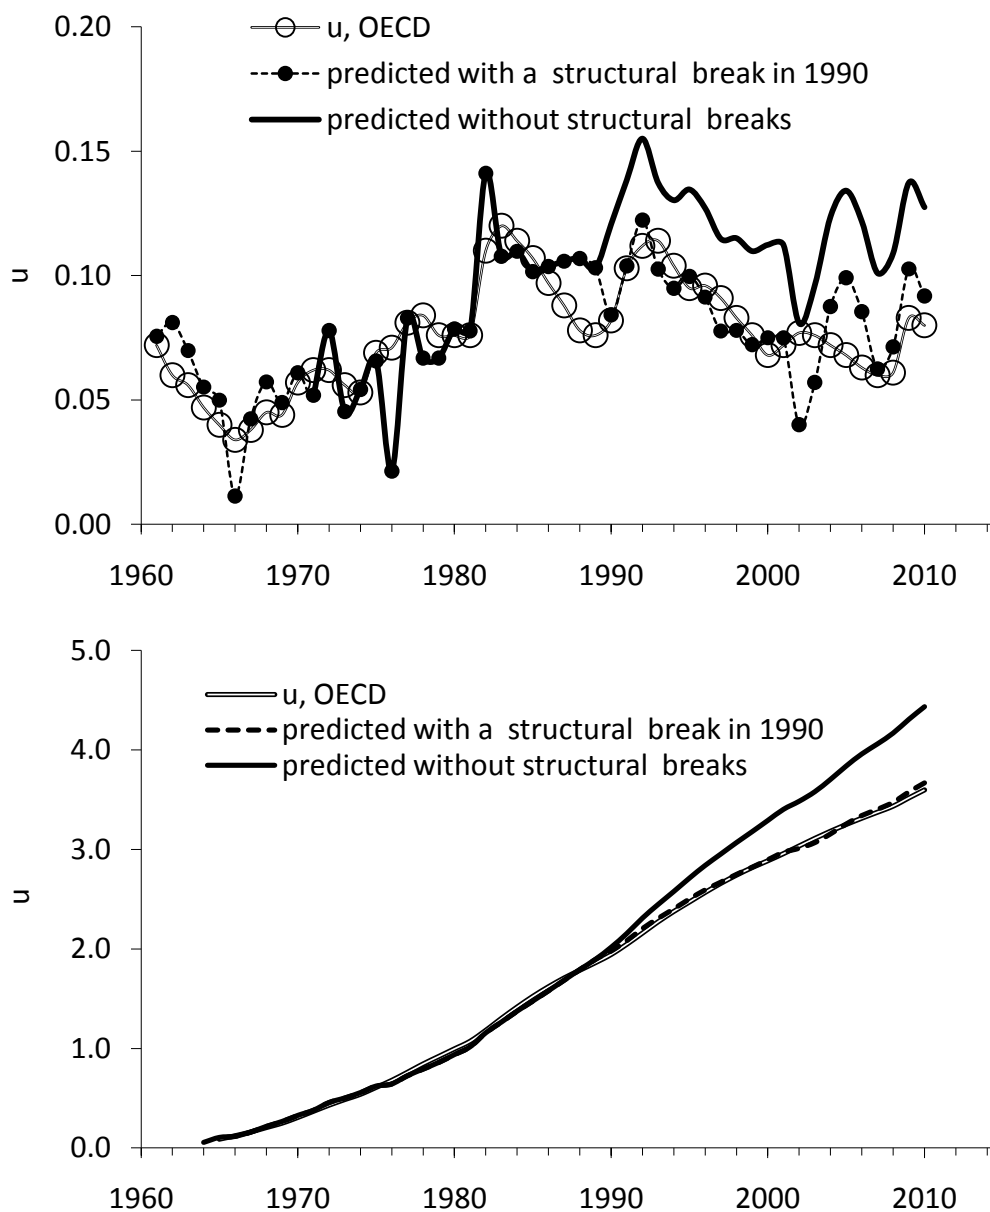 0.20
u, OECD
predicted with a structural break in 1990
predicted without structural breaks
0.15
0.10
u
0.05
0.00
1960 1970 1980 1990 2000 2010
5.0
u, OECD
predicted with a structural break in 1990
predicted without structural breaks
4.0
3.0
u
2.0
1.0
0.0
1960 1970 1980 1990 2000 2010